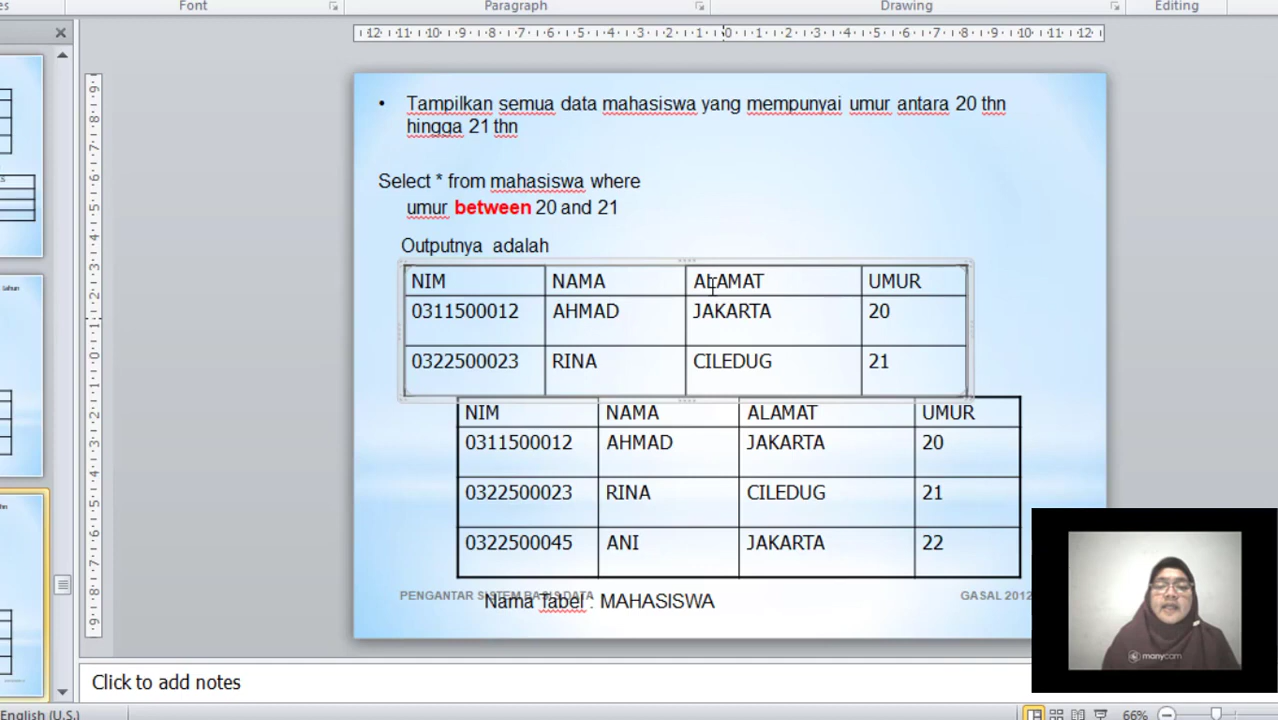 Font Paragraph Drawing Editing
• Tampilkan semua data mahasiswa yang mempunyai umur antara 20 thn
hingga 21 thn
Select * from mahasiswa where
umur between 20 and 21
Outputnya adalah
NIM NAMA ALAMAT UMUR
0311500012 AHMAD JAKARTA 20
0322500023 RINA CILEDUG 21
NIM NAMA ALAMAT UMUR
0311500012 AHMAD JAKARTA 20
0322500023 RINA CILEDUG 21
0322500045 ANI JAKARTA 22
PENGANTAR SISTEM BASIS DATA GASAL 2012
Nama Tabel : MAHASISWA
manycam
Click to add notes
English (U.S.) 66%